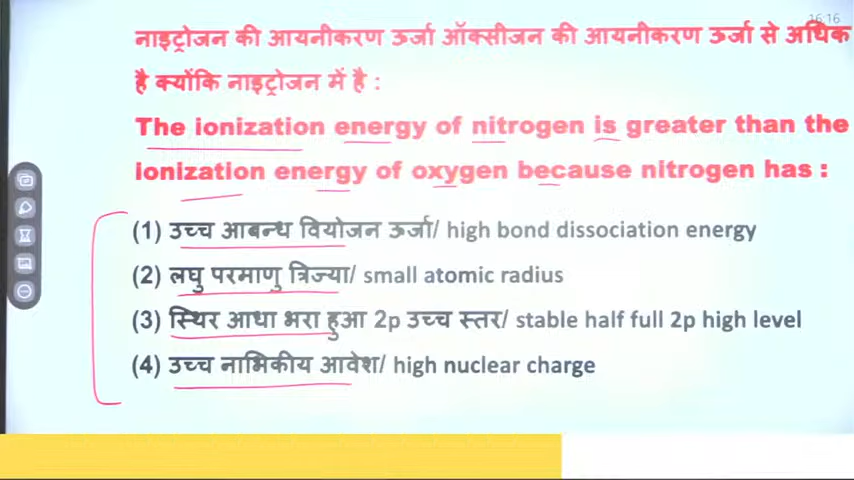 16:16
नाइट्रोजन की आयनीकरण ऊर्जा ऑक्सीजन की आयनीकरण ऊर्जा से अधिक
है क्योंकि नाइट्रोजन में है :
The ionization energy of nitrogen is greater than the
ionization energy of oxygen because nitrogen has :
(1) उच्च आबन्ध वियोजन ऊर्जा/ high bond dissociation energy
(2) लघु परमाणु त्रिज्या/ small atomic radius
(3) स्थिर आधा भरा हुआ 2p उच्च स्तर/ stable half full 2p high level
(4) उच्च नाभिकीय आवेश/ high nuclear charge